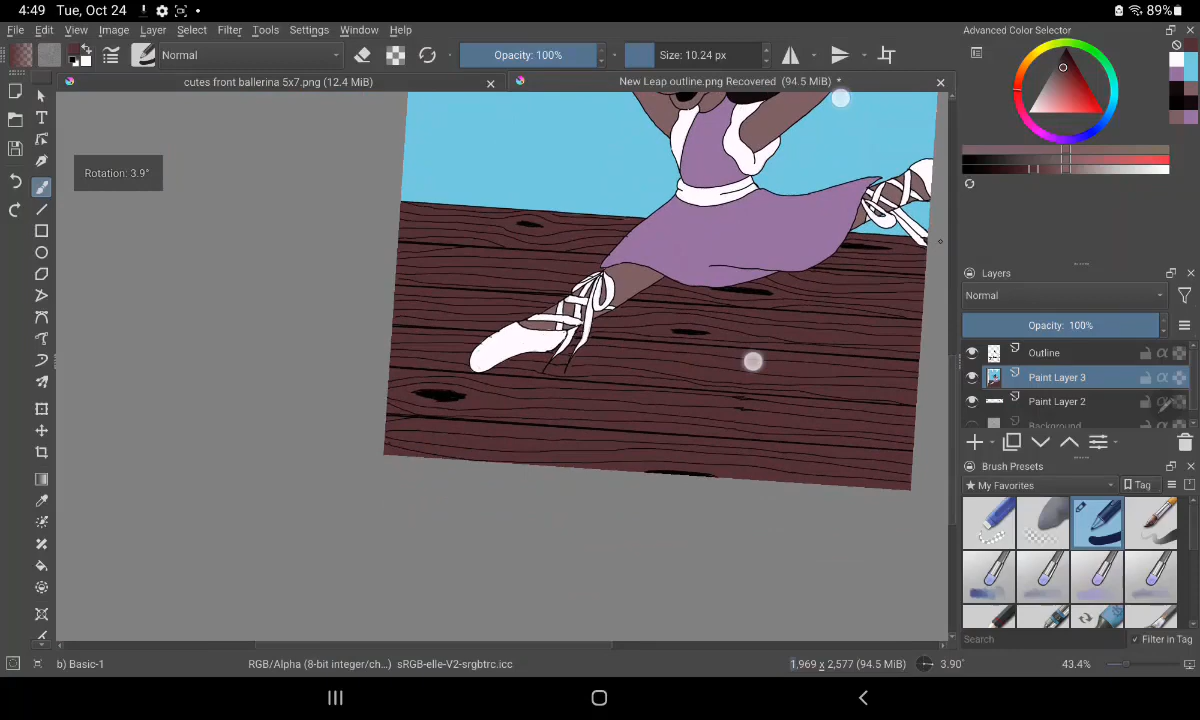 4:49 Tue, Oct 24 89%
File Edit View Image Layer Select Filter Tools Settings Window Help
Advanced Color Selector
Normal Opacity: 100% Size: 10.24 px
cutes front ballerina 5x7.png (12.4 MiB) New Leap outline.png Recovered (94.5 MiB) *
Rotation: 3.9°
Layers
Normal
Opacity: 100%
Outline
Paint Layer 3
Paint Layer 2
Background
Brush Presets
My Favorites Tag
Search Filter in Tag
b) Basic-1 RGB/Alpha (8-bit integer/ch...) sRGB-elle-V2-srgbtrc.icc 1,969 x 2,577 (94.5 MiB) 3.90° 43.4%